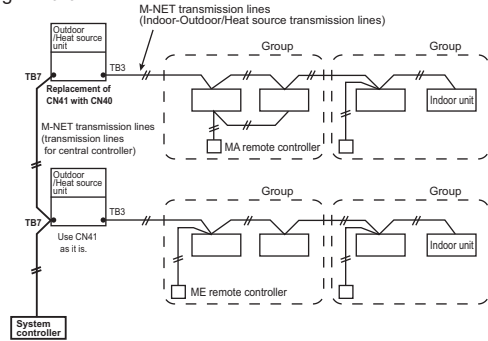 M-NET transmission lines
(Indoor-Outdoor/Heat source transmission lines)
Outdoor
/Heat source
unit
Group
Group
TB7
TB3
Replacement of
CN41 with CN40
Indoor unit
MA remote controller
M-NET transmission lines
(transmission lines
for central controller)
Outdoor
/Heat source
unit
Group
Group
TB3
TB7
Use CN41
as it is.
Indoor unit
ME remote controller
System
controller